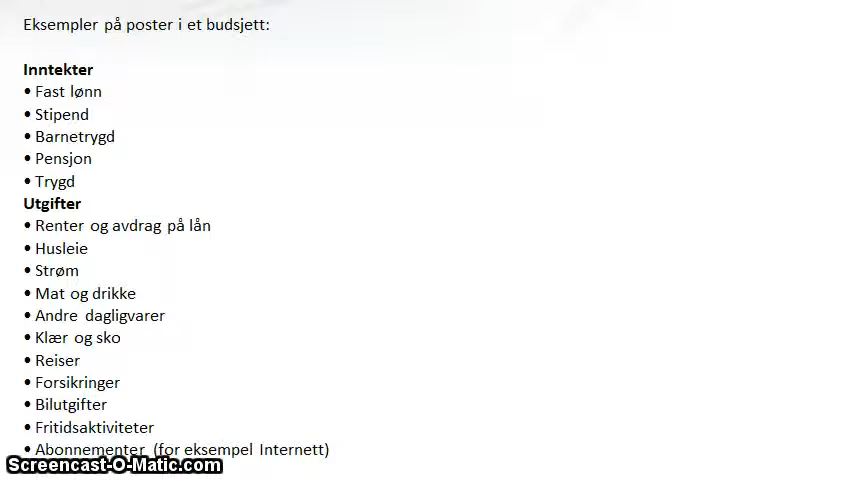 Eksempler på poster i et budsjett:
Inntekter
• Fast lønn
• Stipend
• Barnetrygd
• Pensjon
• Trygd
Utgifter
• Renter og avdrag på lån
• Husleie
• Strøm
• Mat og drikke
• Andre dagligvarer
• Klær og sko
• Reiser
• Forsikringer
• Bilutgifter
• Fritidsaktiviteter
• Abonnementer (for eksempel Internett)
Screencast-O-Matic.com